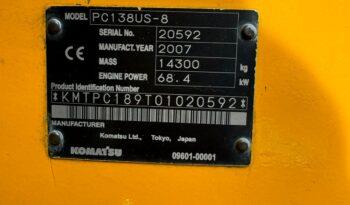 MODEL PC138US-8
SERIAL No. 20592
MANUFACT.YEAR 2007
CE MASS 14300 kg
ENGINE POWER 68.4 kW
Product Identification Number
*KMTPC189T01020592*
MANUFACTURER
Komatsu Ltd., Tokyo, Japan
KOMATSU 09601-00001